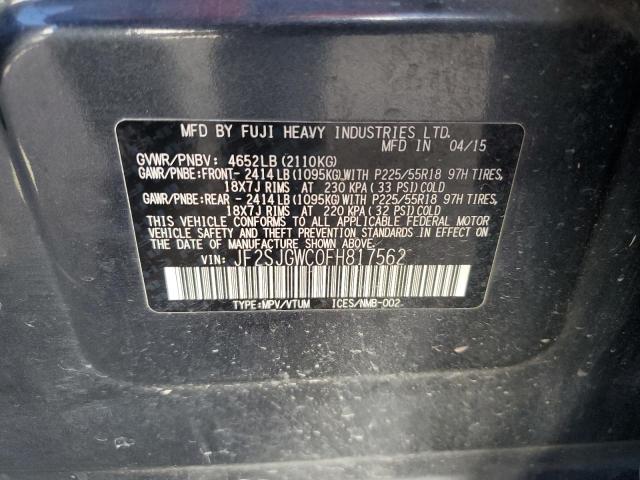 MFD BY FUJI HEAVY INDUSTRIES LTD.
MFD IN 04/15
GVWR/PNBV: 4652LB (2110KG)
GAWR/PNBE:FRONT- 2414LB (1095KG) WITH P225/55R18 97H TIRES,
18X7J RIMS AT 230 KPA (33 PSI) COLD
GAWR/PNBE:REAR - 2414LB (1095KG) WITH P225/55R18 97H TIRES,
18X7J RIMS AT 220 KPA (32 PSI) COLD
THIS VEHICLE CONFORMS TO ALL APPLICABLE FEDERAL MOTOR
VEHICLE SAFETY AND THEFT PREVENTION STANDARDS IN EFFECT ON
THE DATE OF MANUFACTURE SHOWN ABOVE.
VIN: JF2SJGWC0FH817562
TYPE:MPV/VTUM ICES/NMB-002